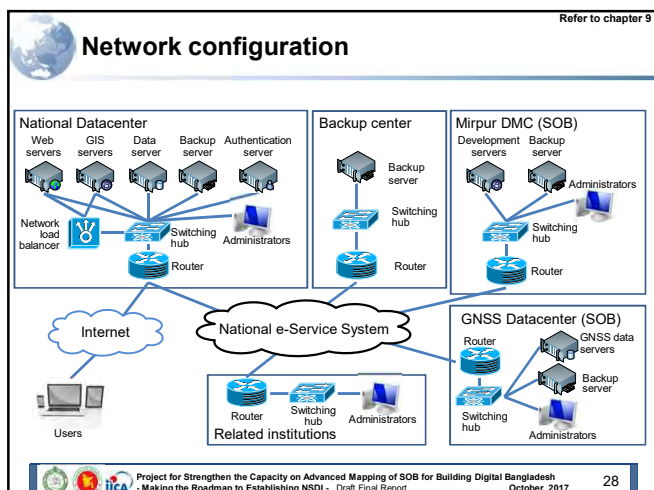 Refer to chapter 9
Network configuration
National Datacenter
Web
servers
GIS
servers
Data
server
Backup
server
Authentication
server
Network
load
balancer
Switching
hub
Administrators
Router
Backup center
Backup
server
Switching
hub
Router
Mirpur DMC (SOB)
Development
servers
Backup
server
Administrators
Switching
hub
Router
Internet
National e-Service System
Users
GNSS Datacenter (SOB)
Router
GNSS data
servers
Backup
server
Switching
hub
Administrators
Router
Switching
hub
Administrators
Related institutions
jica
Project for Strengthen the Capacity on Advanced Mapping of SOB for Building Digital Bangladesh
- Making the Roadmap to Establishing NSDI - Draft Final Report
October, 2017
28